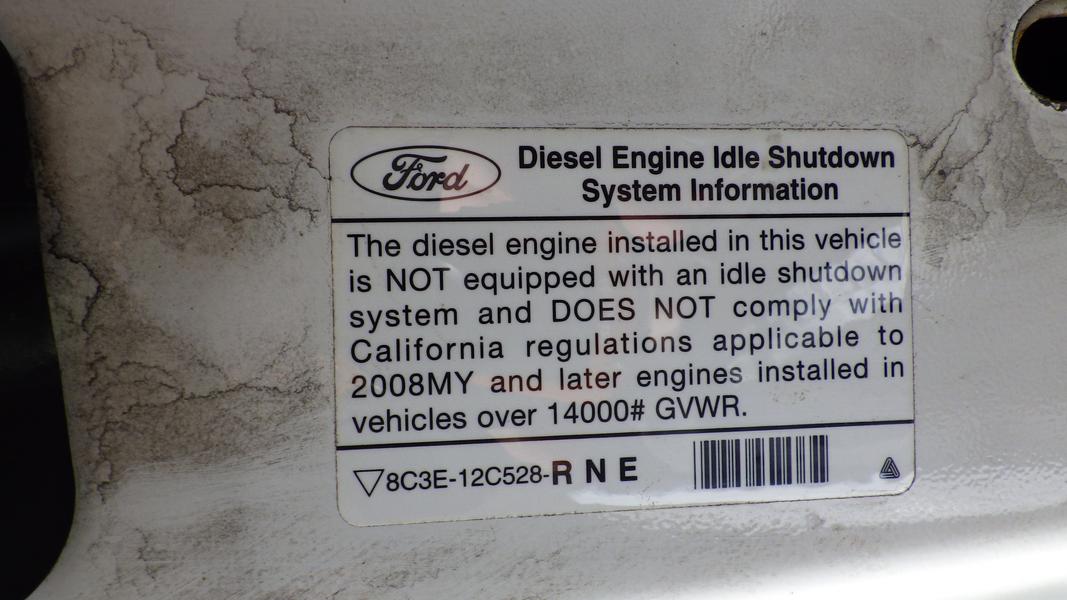 Ford
Diesel Engine Idle Shutdown
System Information
The diesel engine installed in this vehicle
is NOT equipped with an idle shutdown
system and DOES NOT comply with
California regulations applicable to
2008MY and later engines installed in
vehicles over 14000# GVWR.
8C3E-12C528-R N E